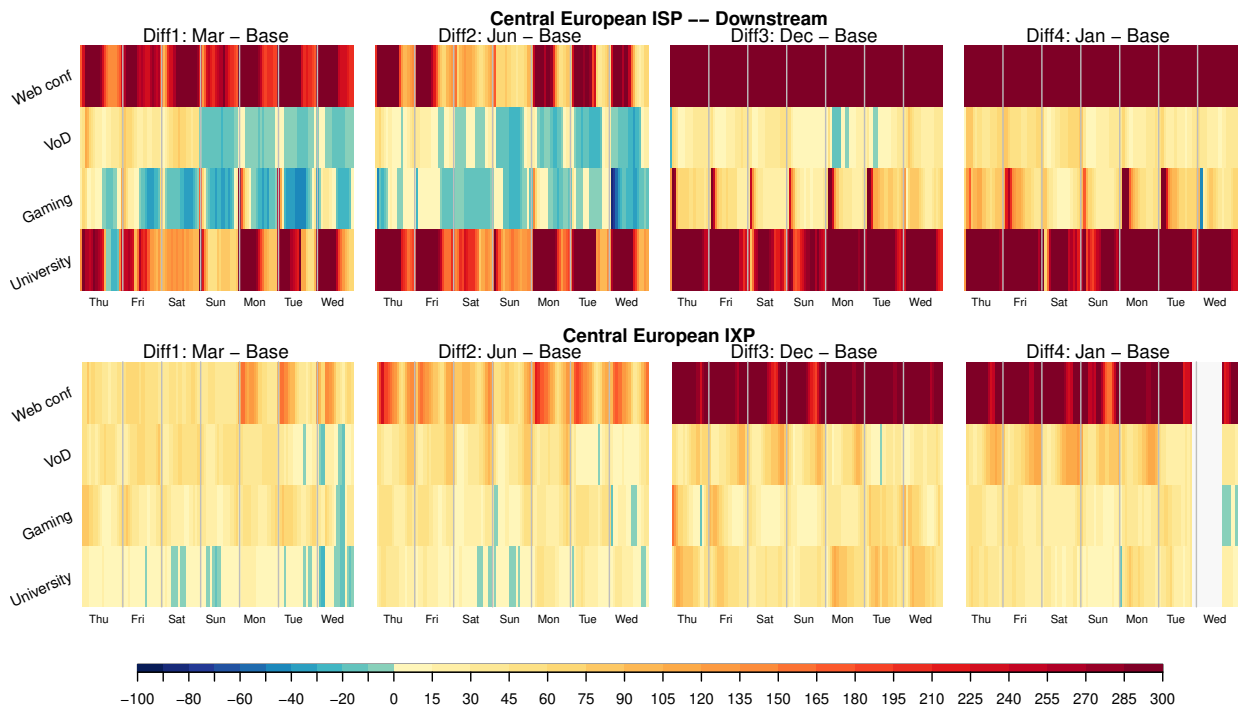 Central European ISP −− Downstream
Diff1: Mar − Base Diff2: Jun − Base Diff3: Dec − Base Diff4: Jan − Base
Web conf
VoD
Gaming
University
Thu Fri Sat Sun Mon Tue Wed Thu Fri Sat Sun Mon Tue Wed Thu Fri Sat Sun Mon Tue Wed Thu Fri Sat Sun Mon Tue Wed
Central European IXP
Diff1: Mar − Base Diff2: Jun − Base Diff3: Dec − Base Diff4: Jan − Base
Web conf
VoD
Gaming
University
Thu Fri Sat Sun Mon Tue Wed Thu Fri Sat Sun Mon Tue Wed Thu Fri Sat Sun Mon Tue Wed Thu Fri Sat Sun Mon Tue Wed
−100 −80 −60 −40 −20 0 15 30 45 60 75 90 105 120 135 150 165 180 195 210 225 240 255 270 285 300